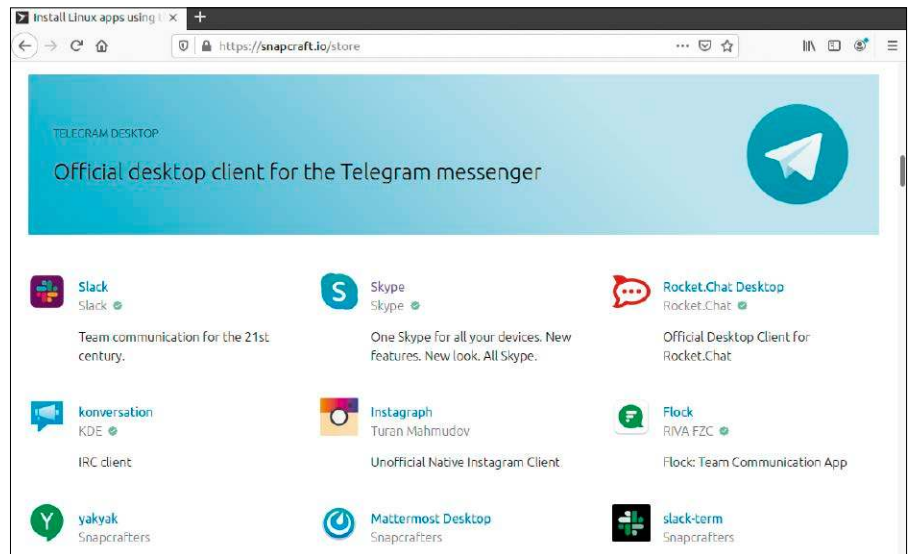 Install Linux apps using
https://snapcraft.io/store
TELEGRAM DESKTOP
Official desktop client for the Telegram messenger
Slack
Slack
Team communication for the 21st
century.
Skype
Skype
One Skype for all your devices. New
features. New look. All Skype.
Rocket.Chat Desktop
Rocket.Chat
Official Desktop Client for
Rocket.Chat
konversation
KDE
IRC client
Instagraph
Turan Mahmudov
Unofficial Native Instagram Client
Flock
RIVA FZC
Flock: Team Communication App
yakyak
Snapcrafters
Mattermost Desktop
Snapcrafters
slack-term
Snapcrafters